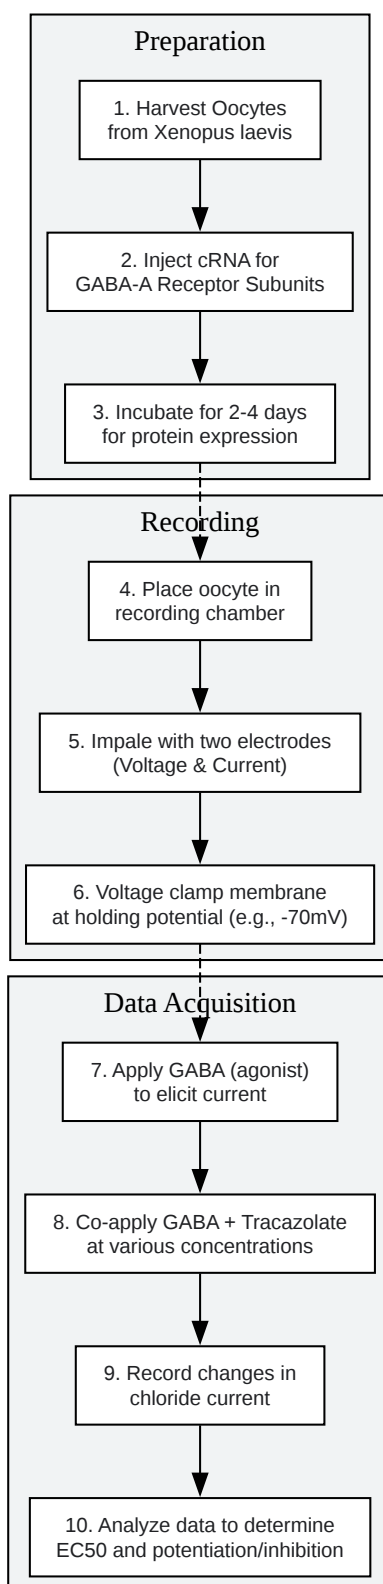 Preparation
1. Harvest Oocytes
from Xenopus laevis
2. Inject cRNA for
GABA-A Receptor Subunits
3. Incubate for 2-4 days
for protein expression
Recording
4. Place oocyte in
recording chamber
5. Impale with two electrodes
(Voltage & Current)
6. Voltage clamp membrane
at holding potential (e.g., -70mV)
Data Acquisition
7. Apply GABA (agonist)
to elicit current
8. Co-apply GABA + Tracazolate
at various concentrations
9. Record changes in
chloride current
10. Analyze data to determine
EC50 and potentiation/inhibition